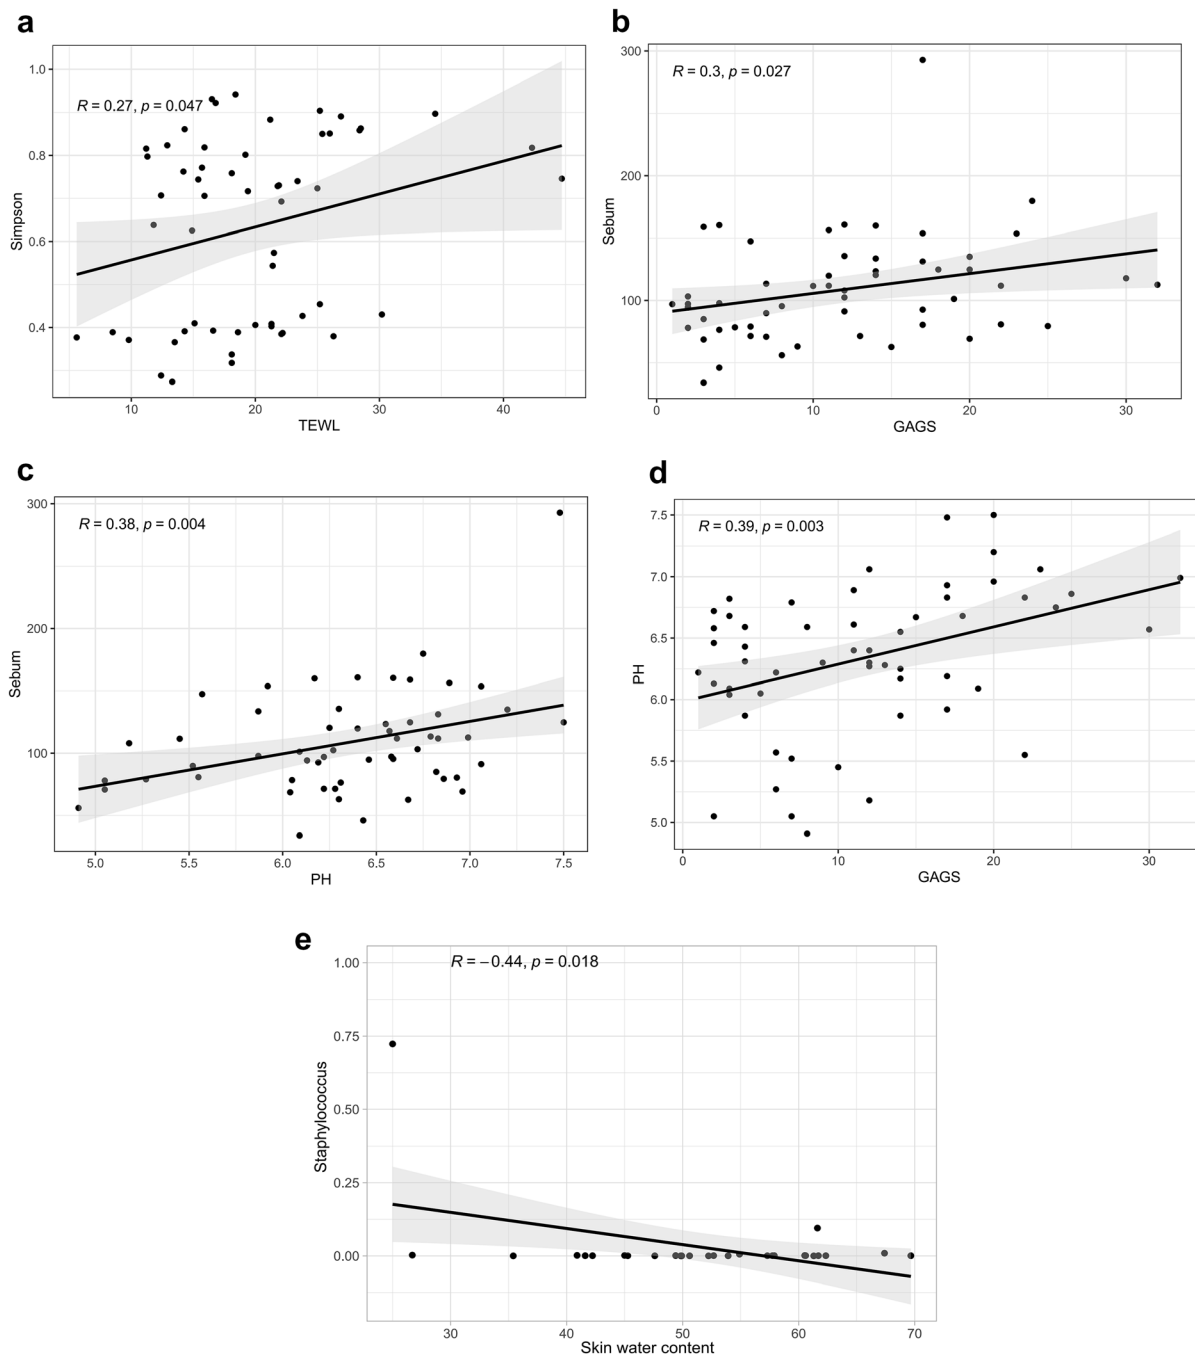 a
R = 0.27, p = 0.047
1.0
0.8
0.6
0.4
Simpson
10 20 30 40
TEWL
b
R = 0.3, p = 0.027
300
200
100
Sebum
0 10 20 30
GAGS
c
R = 0.38, p = 0.004
300
200
100
Sebum
5.0 5.5 6.0 6.5 7.0 7.5
PH
d
R = 0.39, p = 0.003
7.5
7.0
6.5
6.0
5.5
5.0
PH
0 10 20 30
GAGS
e
R = −0.44, p = 0.018
1.00
0.75
0.50
0.25
0.00
Staphylococcus
30 40 50 60 70
Skin water content